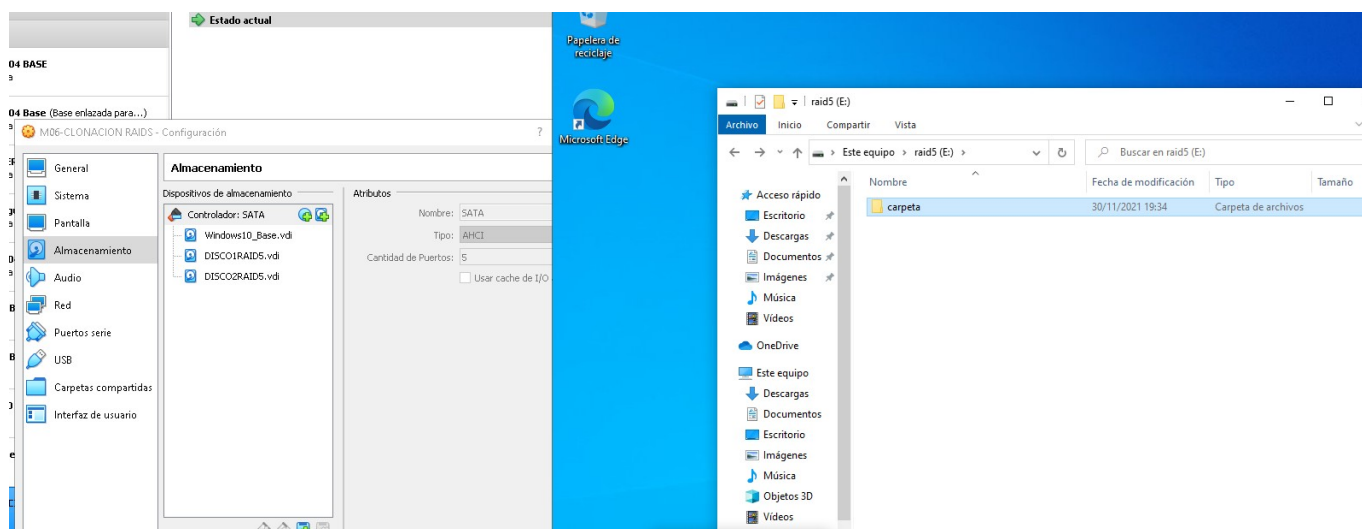 Estado actual
04 BASE
04 Base (Base enlazada para...)
M06-CLONACION RAIDS - Configuración
?
General
Sistema
Pantalla
Almacenamiento
Audio
Red
Puertos serie
USB
Carpetas compartidas
Interfaz de usuario
Almacenamiento
Dispositivos de almacenamiento
Controlador: SATA
Windows10_Base.vdi
DISCO1RAID5.vdi
DISCO2RAID5.vdi
Atributos
Nombre: SATA
Tipo: AHCI
Cantidad de Puertos: 5
Usar cache de I/O
Papelera de
reciclaje
Microsoft Edge
raid5 (E:)
Archivo Inicio Compartir Vista
Este equipo > raid5 (E:) >
Buscar en raid5 (E:)
Nombre Fecha de modificación Tipo Tamaño
carpeta 30/11/2021 19:34 Carpeta de archivos
Acceso rápido
Escritorio
Descargas
Documentos
Imágenes
Música
Vídeos
OneDrive
Este equipo
Descargas
Documentos
Escritorio
Imágenes
Música
Objetos 3D
Vídeos